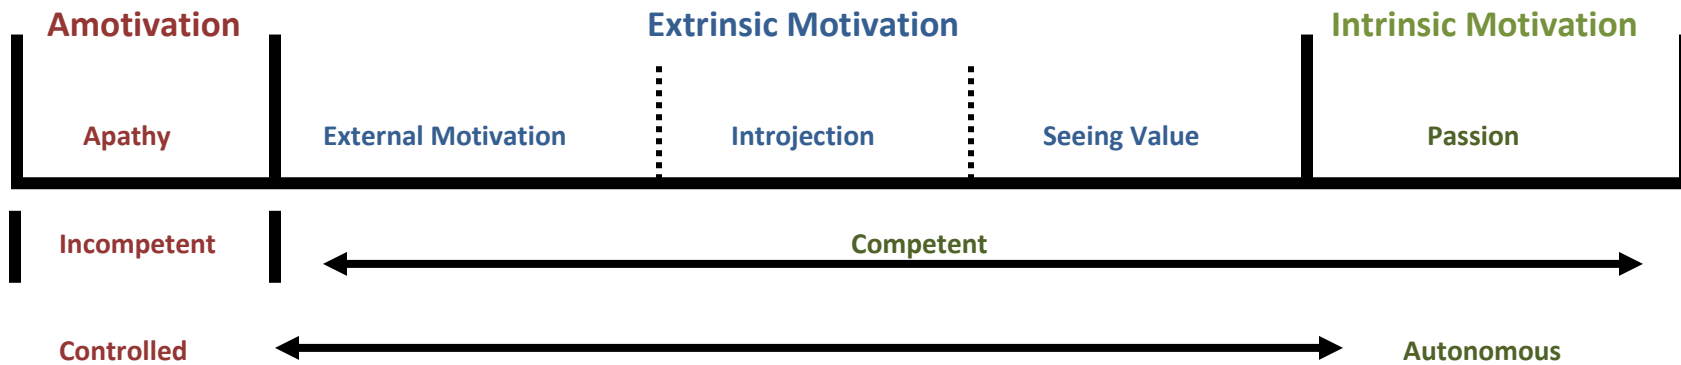 Amotivation Extrinsic Motivation Intrinsic Motivation
Apathy External Motivation Introjection Seeing Value Passion
Incompetent Competent
Controlled Autonomous